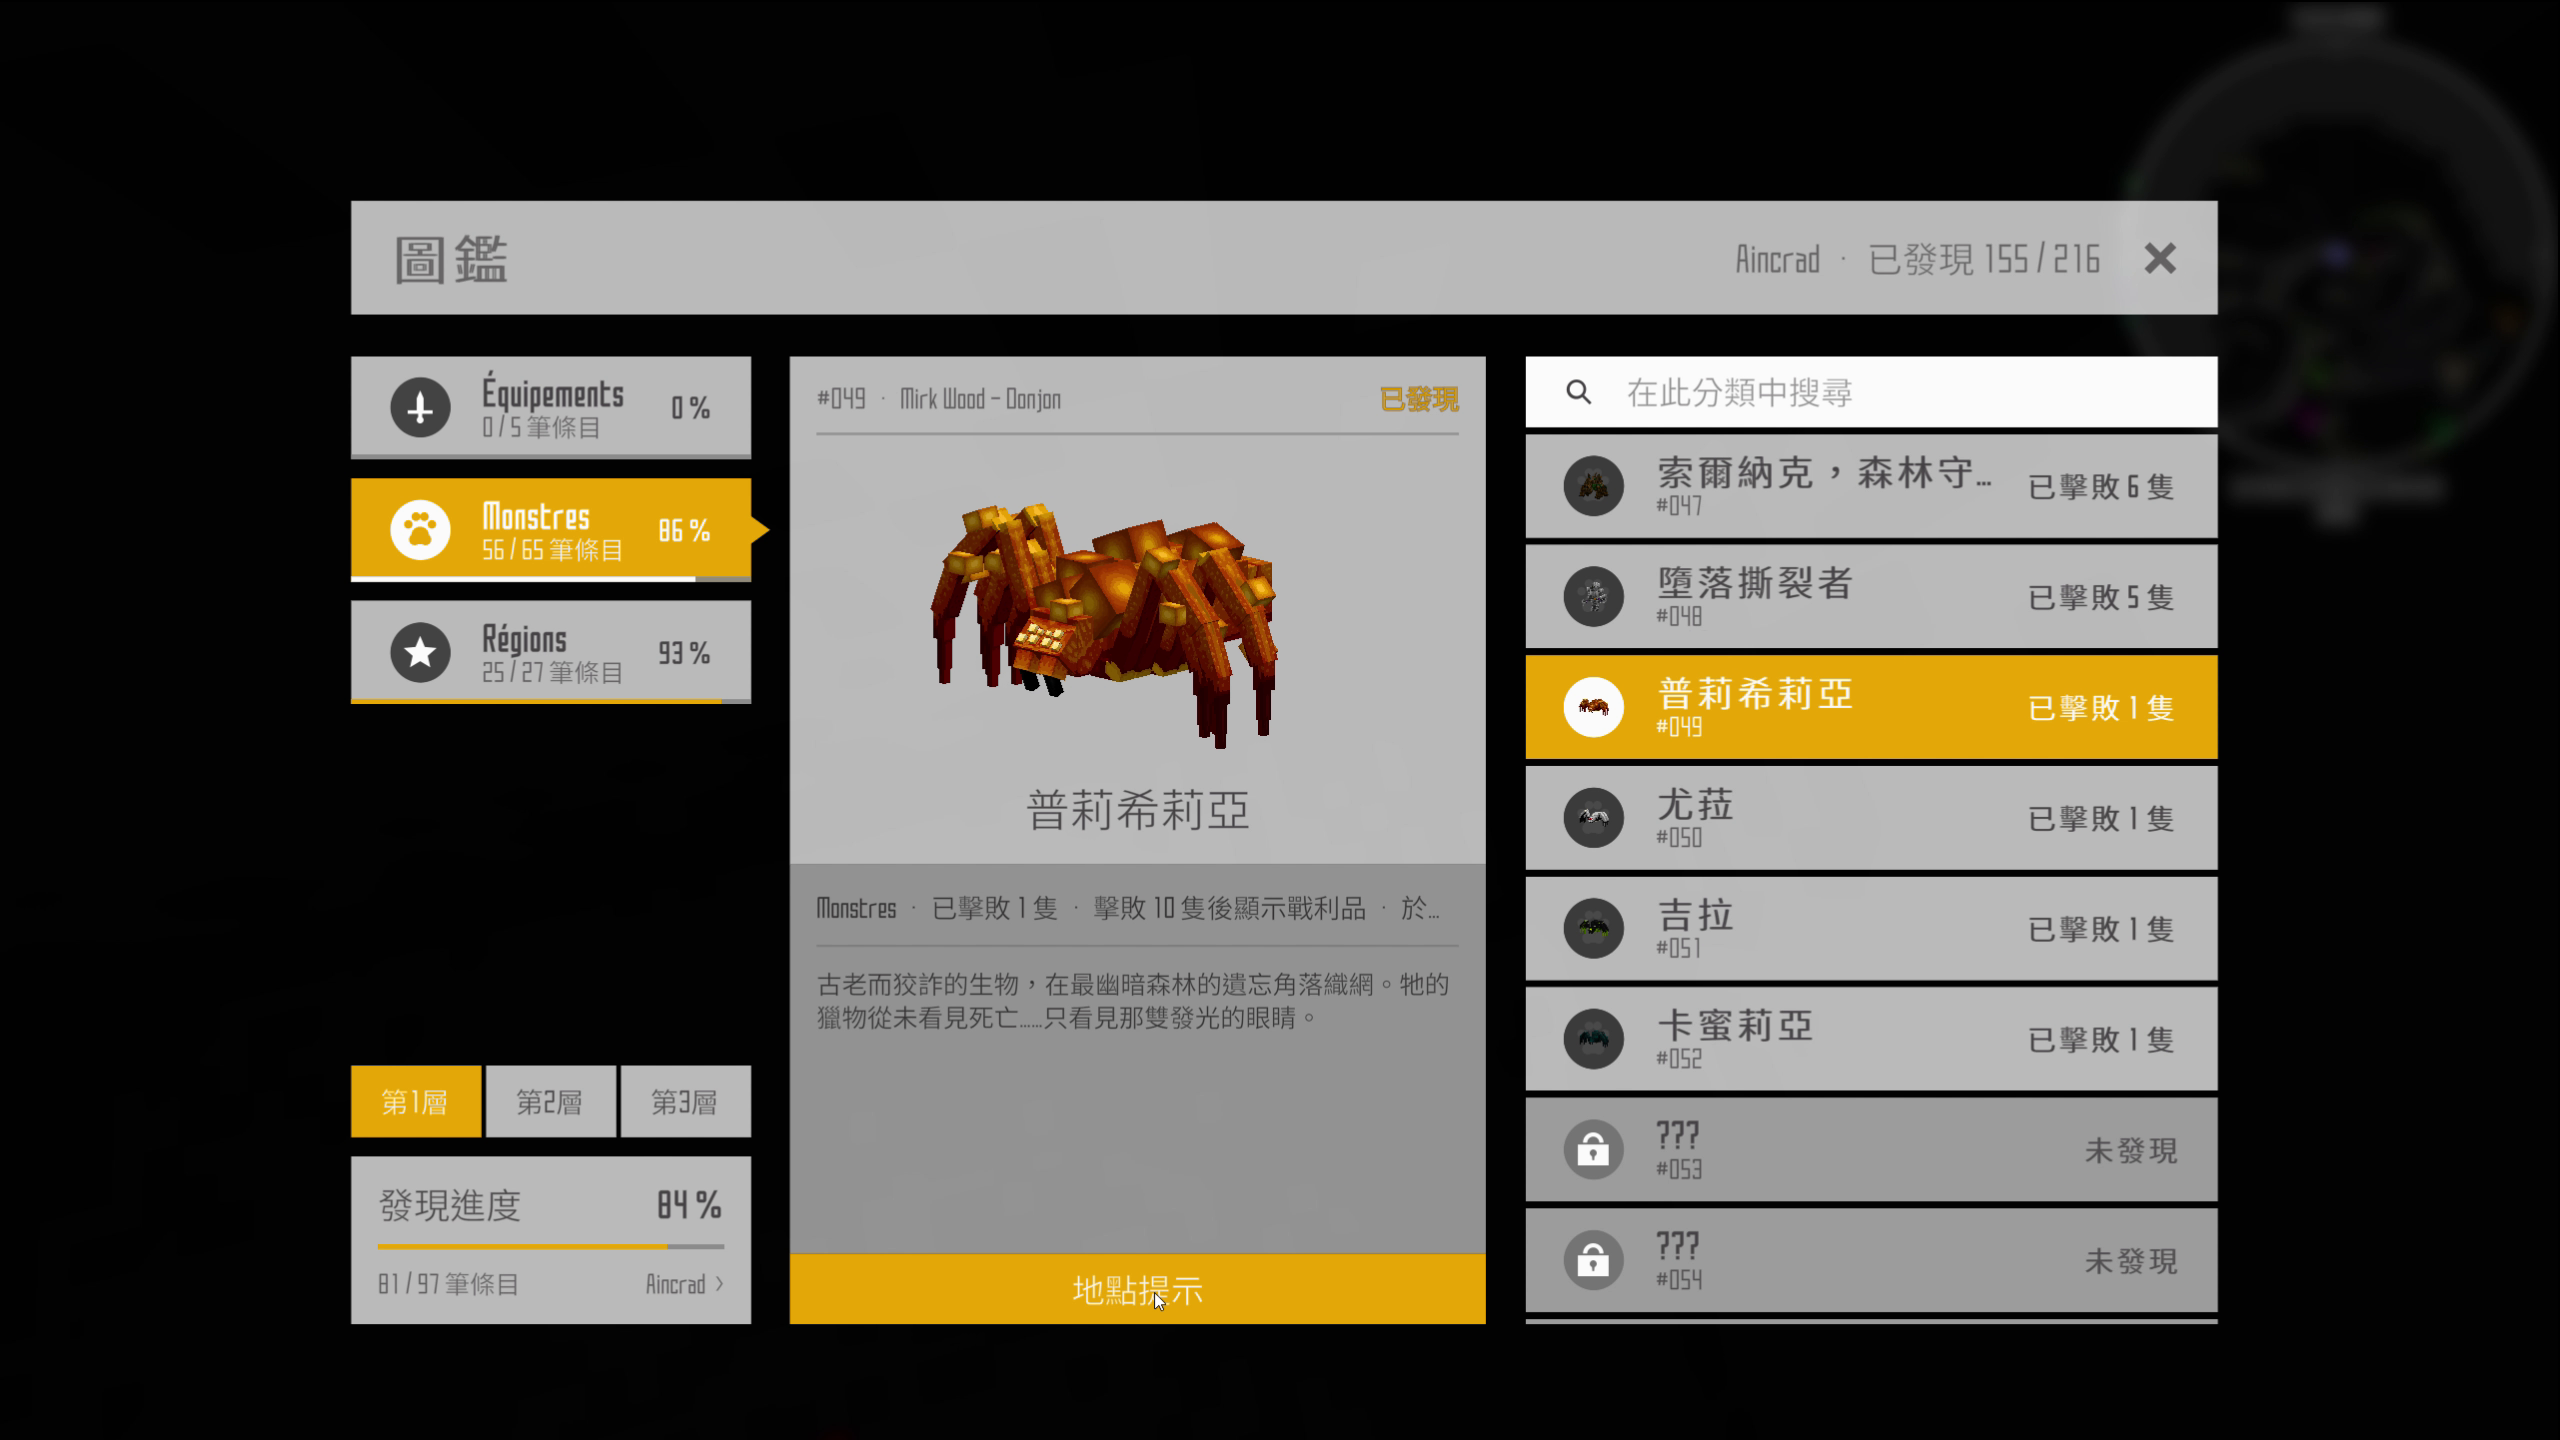 圖鑑
Aincrad · 已發現 155 / 216
Équipements
0 / 5 筆條目
0 %
Monstres
56 / 65 筆條目
86 %
Régions
25 / 27 筆條目
93 %
第1層
第2層
第3層
發現進度
84 %
81 / 97 筆條目
Aincrad >
#049 · Mirk Wood – Donjon
已發現
普莉希莉亞
Monstres · 已擊敗 1 隻 · 擊敗 10 隻後顯示戰利品 · 於...
古老而狡詐的生物，在最幽暗森林的遺忘角落織網。牠的
獵物從未看見死亡……只看見那雙發光的眼睛。
地點提示
在此分類中搜尋
索爾納克，森林守...
#047
已擊敗 6 隻
墮落撕裂者
#048
已擊敗 5 隻
普莉希莉亞
#049
已擊敗 1 隻
尤菈
#050
已擊敗 1 隻
吉拉
#051
已擊敗 1 隻
卡蜜莉亞
#052
已擊敗 1 隻
???
#053
未發現
???
#054
未發現